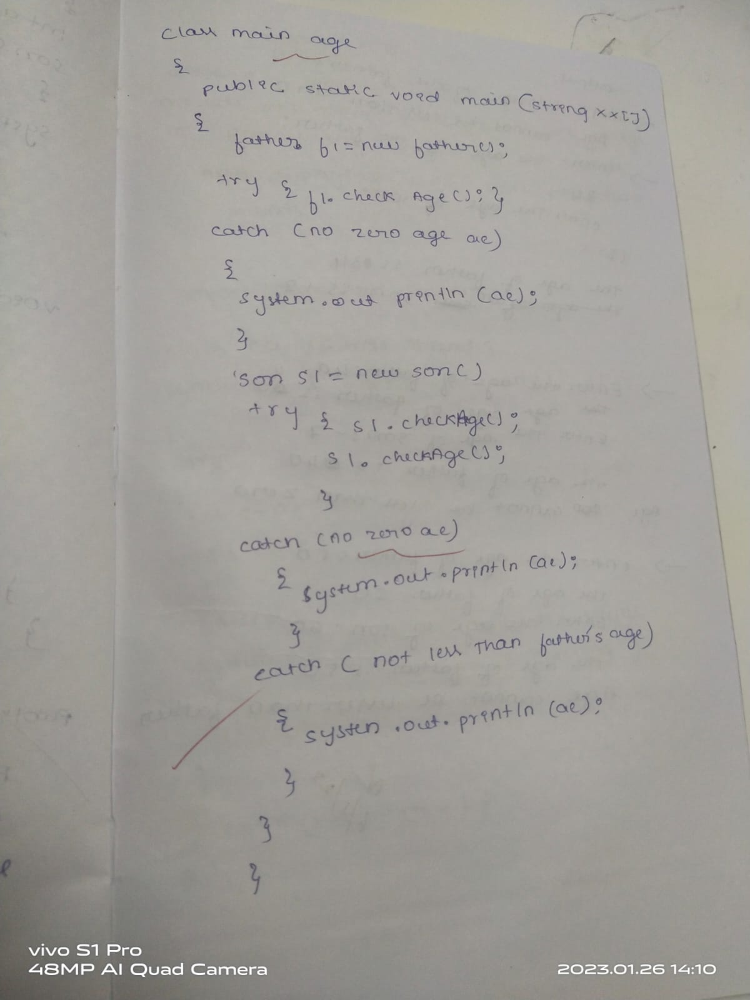 class main age
{
public static void main (string xx[])
{
father f1 = new father();
try { f1. check Age(); }
catch (no zero age ae)
{
system.out println (ae);
}
son s1 = new son()
try { s1. checkAge();
s1. checkAge();
}
catch (no zero ae)
{ system.out.println (ae);
}
catch ( not less than father's age)
{ systen .out. println (ae);
}
}
}
vivo S1 Pro
48MP AI Quad Camera
2023.01.26 14:10